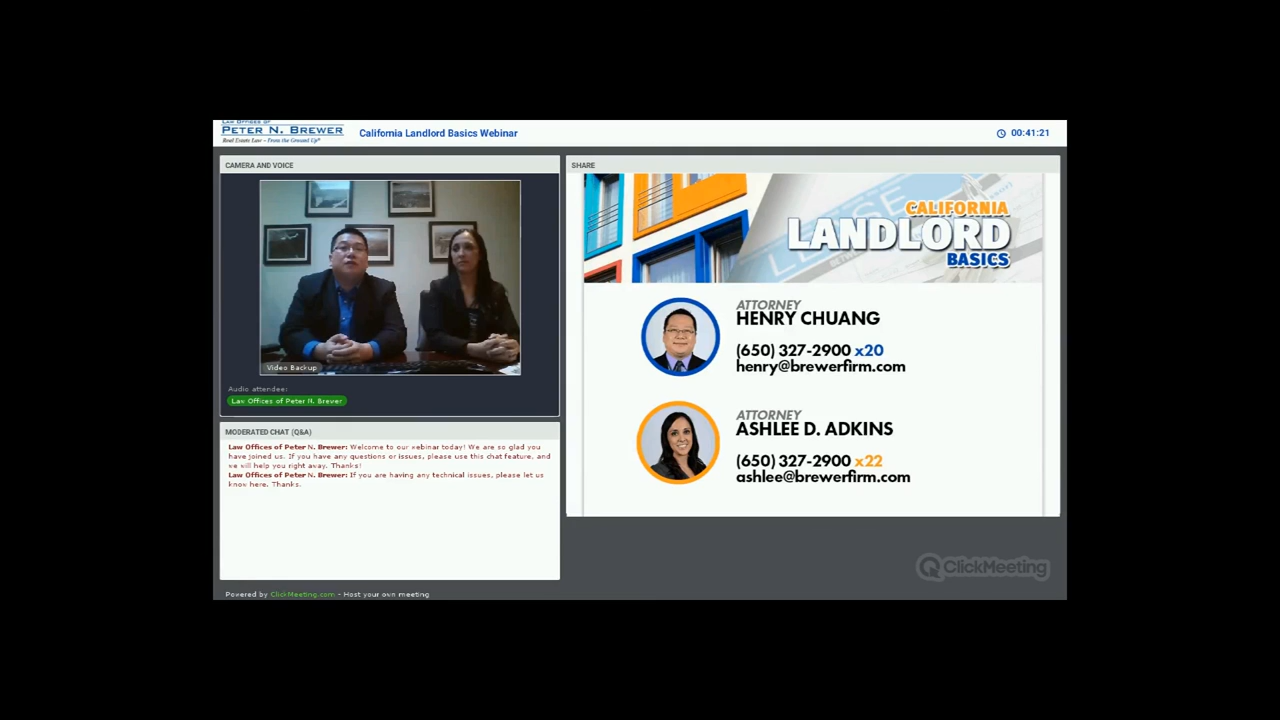 LAW OFFICES OF
PETER N. BREWER
Real Estate Law – From the Ground Up®
California Landlord Basics Webinar
00:41:21
CAMERA AND VOICE
Video Backup
Audio attendee:
Law Offices of Peter N. Brewer
MODERATED CHAT (Q&A)
Law Offices of Peter N. Brewer: Welcome to our webinar today! We are so glad you
have joined us. If you have any questions or issues, please use this chat feature, and
we will help you right away. Thanks!
Law Offices of Peter N. Brewer: If you are having any technical issues, please let us
know here. Thanks.
SHARE
LEASE
CALIFORNIA
LANDLORD
BASICS
ATTORNEY
HENRY CHUANG
(650) 327-2900 x20
henry@brewerfirm.com
ATTORNEY
ASHLEE D. ADKINS
(650) 327-2900 x22
ashlee@brewerfirm.com
ClickMeeting
Powered by ClickMeeting.com - Host your own meeting